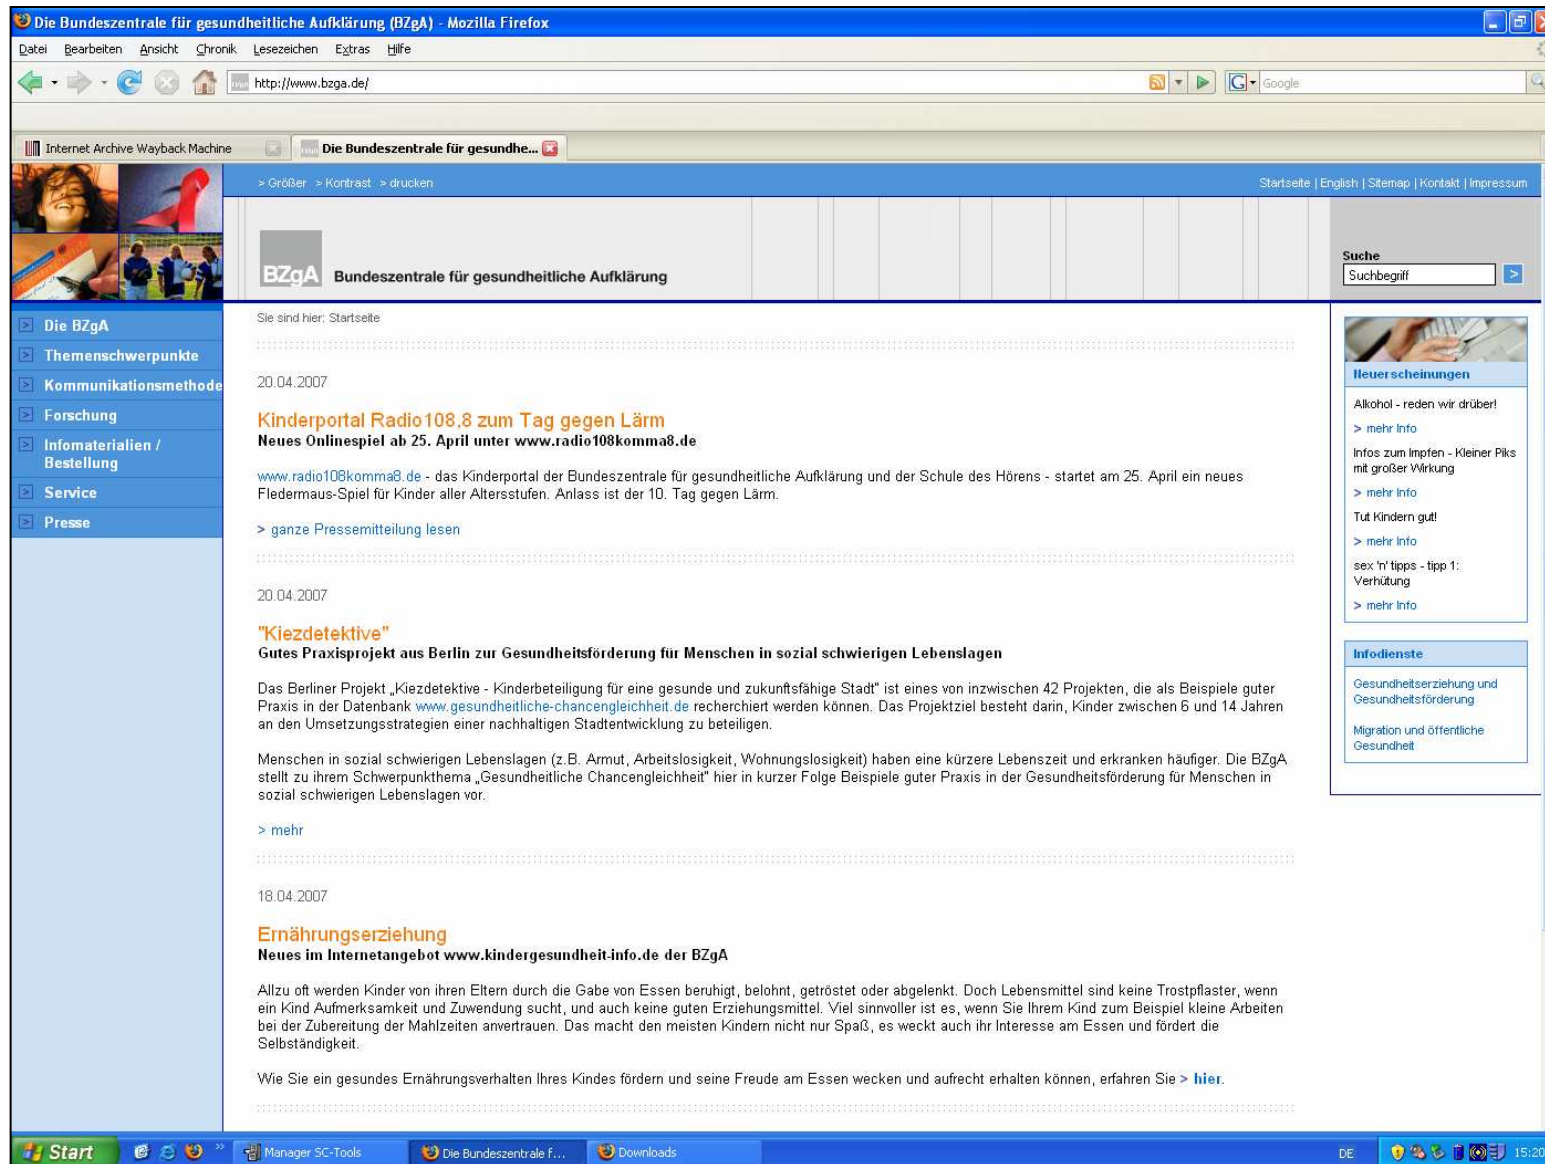 Die Bundeszentrale für gesundheitliche Aufklärung (BZgA) - Mozilla Firefox
Datei Bearbeiten Ansicht Chronik Lesezeichen Extras Hilfe
http://www.bzga.de/
G Google
Internet Archive Wayback Machine
Die Bundeszentrale für gesundhe...
> Größer > Kontrast > drucken
Startseite | English | Sitemap | Kontakt | Impressum
BZgA Bundeszentrale für gesundheitliche Aufklärung
Suche
Suchbegriff
>
Die BZgA
Themenschwerpunkte
Kommunikationsmethode
Forschung
Infomaterialien /
Bestellung
Service
Presse
Sie sind hier: Startseite
20.04.2007
Kinderportal Radio108,8 zum Tag gegen Lärm
Neues Onlinespiel ab 25. April unter www.radio108komma8.de
www.radio108komma8.de - das Kinderportal der Bundeszentrale für gesundheitliche Aufklärung und der Schule des Hörens - startet am 25. April ein neues
Fledermaus-Spiel für Kinder aller Altersstufen. Anlass ist der 10. Tag gegen Lärm.
> ganze Pressemitteilung lesen
20.04.2007
"Kiezdetektive"
Gutes Praxisprojekt aus Berlin zur Gesundheitsförderung für Menschen in sozial schwierigen Lebenslagen
Das Berliner Projekt „Kiezdetektive - Kinderbeteiligung für eine gesunde und zukunftsfähige Stadt" ist eines von inzwischen 42 Projekten, die als Beispiele guter
Praxis in der Datenbank www.gesundheitliche-chancengleichheit.de recherchiert werden können. Das Projektziel besteht darin, Kinder zwischen 6 und 14 Jahren
an den Umsetzungsstrategien einer nachhaltigen Stadtentwicklung zu beteiligen.
Menschen in sozial schwierigen Lebenslagen (z.B. Armut, Arbeitslosigkeit, Wohnungslosigkeit) haben eine kürzere Lebenszeit und erkranken häufiger. Die BZgA
stellt zu ihrem Schwerpunkthema „Gesundheitliche Chancengleichheit" hier in kurzer Folge Beispiele guter Praxis in der Gesundheitsförderung für Menschen in
sozial schwierigen Lebenslagen vor.
> mehr
18.04.2007
Ernährungserziehung
Neues im Internetangebot www.kindergesundheit-info.de der BZgA
Allzu oft werden Kinder von ihren Eltern durch die Gabe von Essen beruhigt, belohnt, getröstet oder abgelenkt. Doch Lebensmittel sind keine Trostpflaster, wenn
ein Kind Aufmerksamkeit und Zuwendung sucht, und auch keine guten Erziehungsmittel. Viel sinnvoller ist es, wenn Sie Ihrem Kind zum Beispiel kleine Arbeiten
bei der Zubereitung der Mahlzeiten anvertrauen. Das macht den meisten Kindern nicht nur Spaß, es weckt auch ihr Interesse am Essen und fördert die
Selbständigkeit.
Wie Sie ein gesundes Ernährungsverhalten Ihres Kindes fördern und seine Freude am Essen wecken und aufrecht erhalten können, erfahren Sie > hier.
Neuerscheinungen
Alkohol - reden wir drüber!
> mehr Info
Infos zum Impfen - Kleiner Piks
mit großer Wirkung
> mehr Info
Tut Kindern gut!
> mehr Info
sex 'n' tipps - tipp 1:
Verhütung
> mehr Info
Infodienste
Gesundheitserziehung und
Gesundheitsförderung
Migration und öffentliche
Gesundheit
Start
Manager SC-Tools
Die Bundeszentrale f...
Downloads
DE
15:20